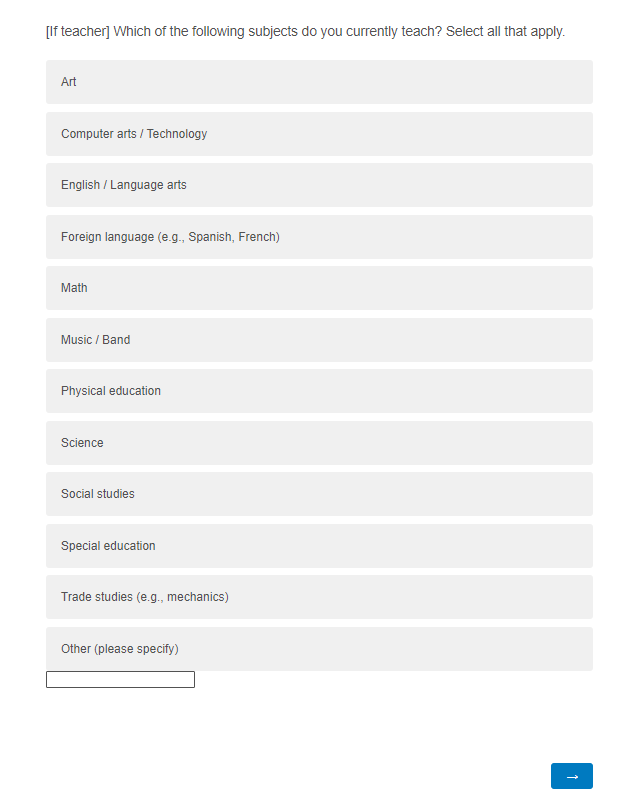 [If teacher] Which of the following subjects do you currently teach? Select all that apply.
Art
Computer arts / Technology
English / Language arts
Foreign language (e.g., Spanish, French)
Math
Music / Band
Physical education
Science
Social studies
Special education
Trade studies (e.g., mechanics)
Other (please specify)
→